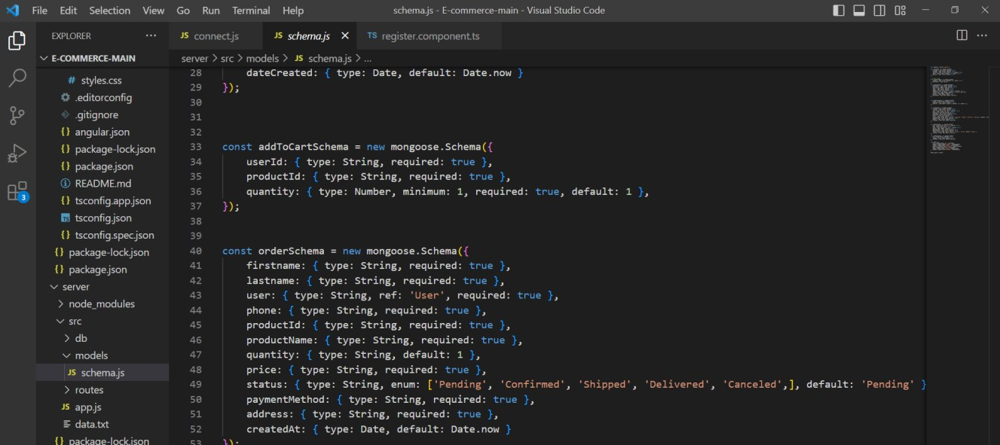 File Edit Selection View Go Run Terminal Help
schema.js - E-commerce-main - Visual Studio Code
EXPLORER ...
JS connect.js
JS schema.js
TS register.component.ts
E-COMMERCE-MAIN
server > src > models > JS schema.js > ...
# styles.css
.editorconfig
.gitignore
{} angular.json
{} package-lock.json
{} package.json
README.md
{} tsconfig.app.json
TS tsconfig.json
{} tsconfig.spec.json
{} package-lock.json
{} package.json
server
node_modules
src
db
models
JS schema.js
routes
JS app.js
data.txt
{} package-lock.json
3
28 dateCreated: { type: Date, default: Date.now }
29 });
30
31
32
33 const addToCartSchema = new mongoose.Schema({
34 userId: { type: String, required: true },
35 productId: { type: String, required: true },
36 quantity: { type: Number, minimum: 1, required: true, default: 1 },
37 });
38
39
40 const orderSchema = new mongoose.Schema({
41 firstname: { type: String, required: true },
42 lastname: { type: String, required: true },
43 user: { type: String, ref: 'User', required: true },
44 phone: { type: String, required: true },
45 productId: { type: String, required: true },
46 productName: { type: String, required: true },
47 quantity: { type: String, default: 1 },
48 price: { type: String, required: true },
49 status: { type: String, enum: ['Pending', 'Confirmed', 'Shipped', 'Delivered', 'Canceled',], default: 'Pending' }
50 paymentMethod: { type: String, required: true },
51 address: { type: String, required: true },
52 createdAt: { type: Date, default: Date.now }
53 });